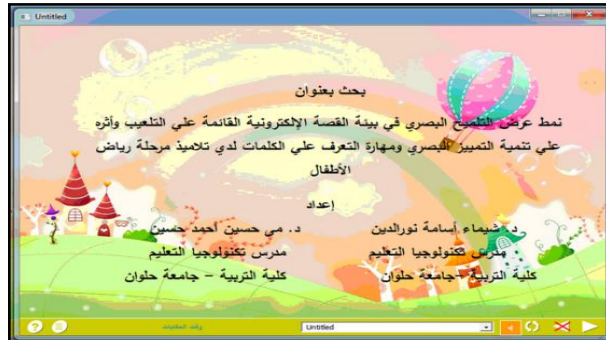 Untitled
بحث بعنوان
نمط عرض التلميح البصري في بيئة القصة الإلكترونية القائمة علي التلعيب وأثره
علي تنمية التمييز البصري ومهارة التعرف علي الكلمات لدي تلاميذ مرحلة رياض
الأطفال
إعداد
د. شيماء أسامة نورالدين
د. مي حسين أحمد حسين
مدرس تكنولوجيا التعليم
مدرس تكنولوجيا التعليم
كلية التربية -جامعة حلوان
كلية التربية – جامعة حلوان
Untitled